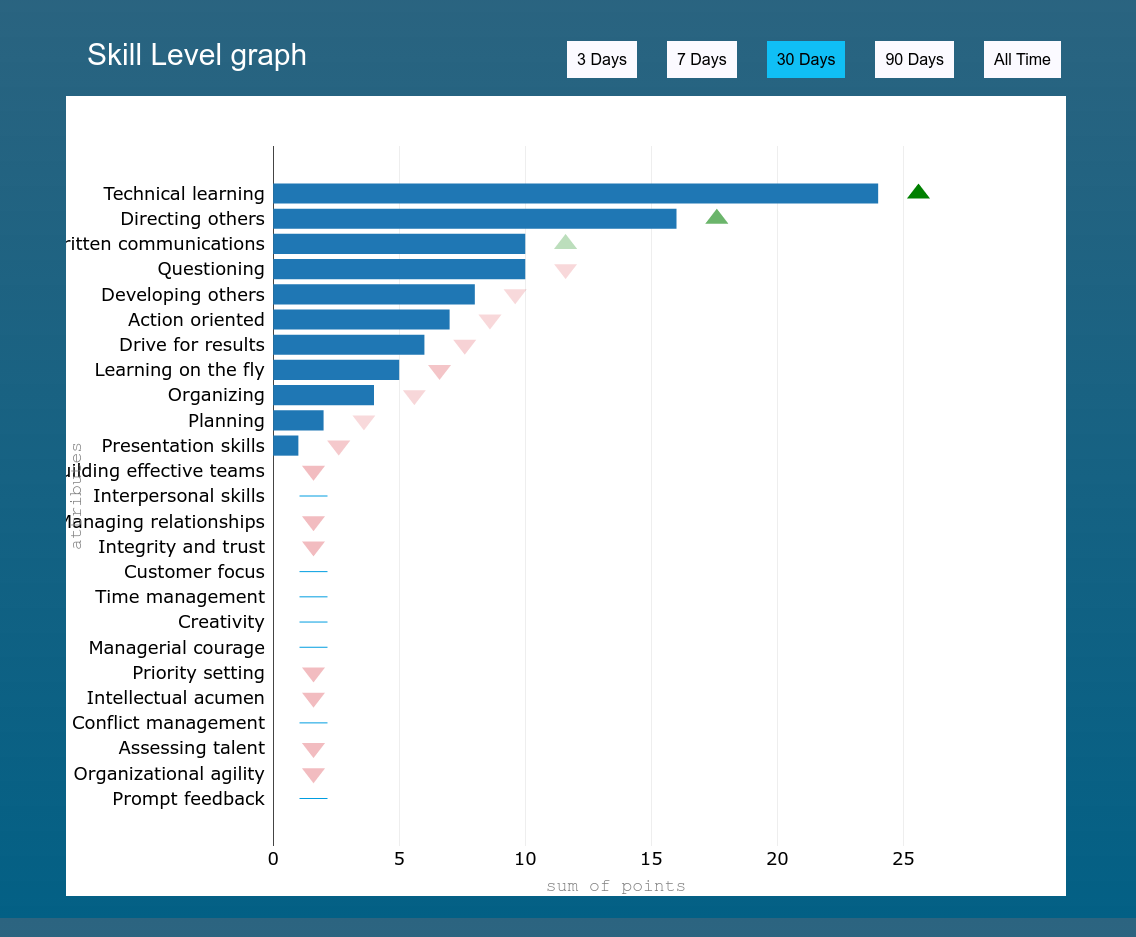 Skill Level graph
3 Days
7 Days
30 Days
90 Days
All Time
Technical learning
Directing others
ritten communications
Questioning
Developing others
Action oriented
Drive for results
Learning on the fly
Organizing
Planning
Presentation skills
uilding effective teams
Interpersonal skills
Managing relationships
Integrity and trust
Customer focus
Time management
Creativity
Managerial courage
Priority setting
Intellectual acumen
Conflict management
Assessing talent
Organizational agility
Prompt feedback
attributes
0 5 10 15 20 25
sum of points